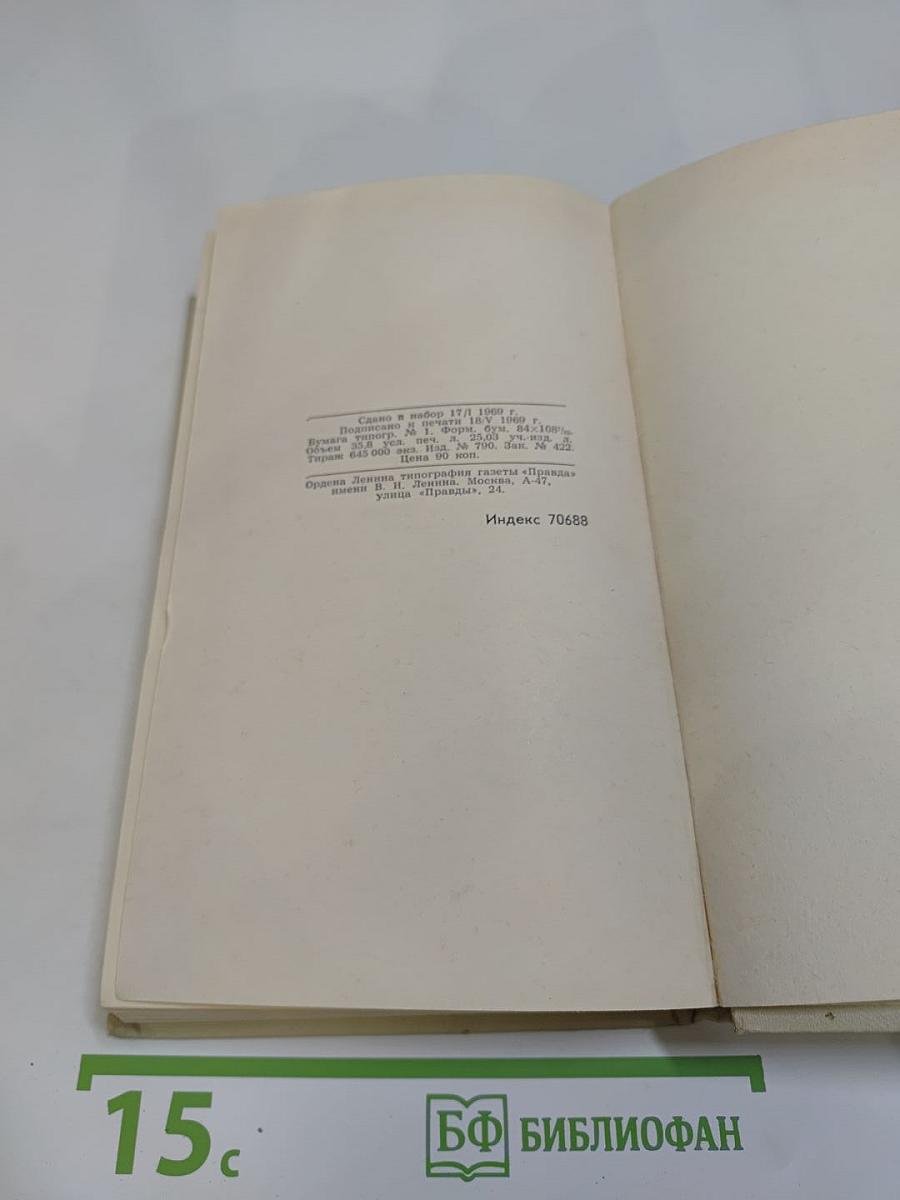 Сдано в набор 17/I 1969 г.
Подписано к печати 18/V 1969 г.
Бумага типогр. № 1. Форм. бум. 84×108¹/₃₂.
Объем 35,8 усл. печ. л. 25,03 уч.-изд. л.
Тираж 645 000 экз. Изд. № 790. Зак. № 422.
Цена 90 коп.
Ордена Ленина типография газеты «Правда»
имени В. И. Ленина. Москва, А-47,
улица «Правды», 24.
Индекс 70688
15 с
БФ БИБЛИОФАН